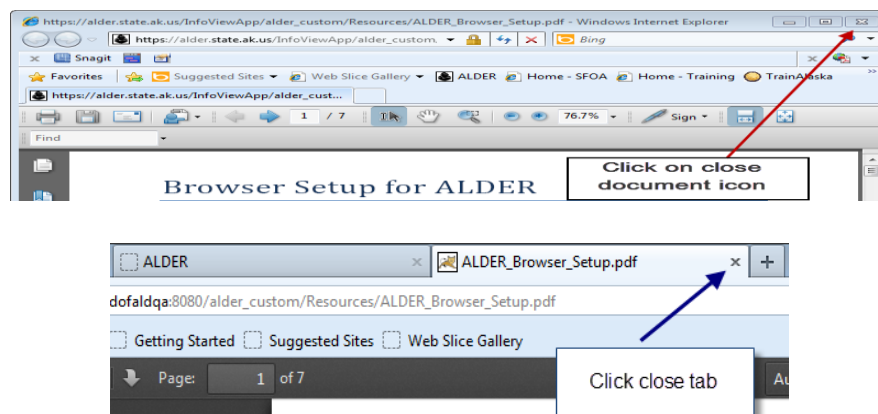 https://alder.state.ak.us/InfoViewApp/alder_custom/Resources/ALDER_Browser_Setup.pdf - Windows Internet Explorer
https://alder.state.ak.us/InfoViewApp/alder_custom. Bing
Snagit
Favorites Suggested Sites Web Slice Gallery ALDER Home - SFOA Home - Training TrainAlaska
https://alder.state.ak.us/InfoViewApp/alder_cust...
1 / 7 76.7% Sign
Find
Click on close
document icon
Browser Setup for ALDER
ALDER ALDER_Browser_Setup.pdf
dofaldqa:8080/alder_custom/Resources/ALDER_Browser_Setup.pdf
Getting Started Suggested Sites Web Slice Gallery
Page: 1 of 7
Click close tab